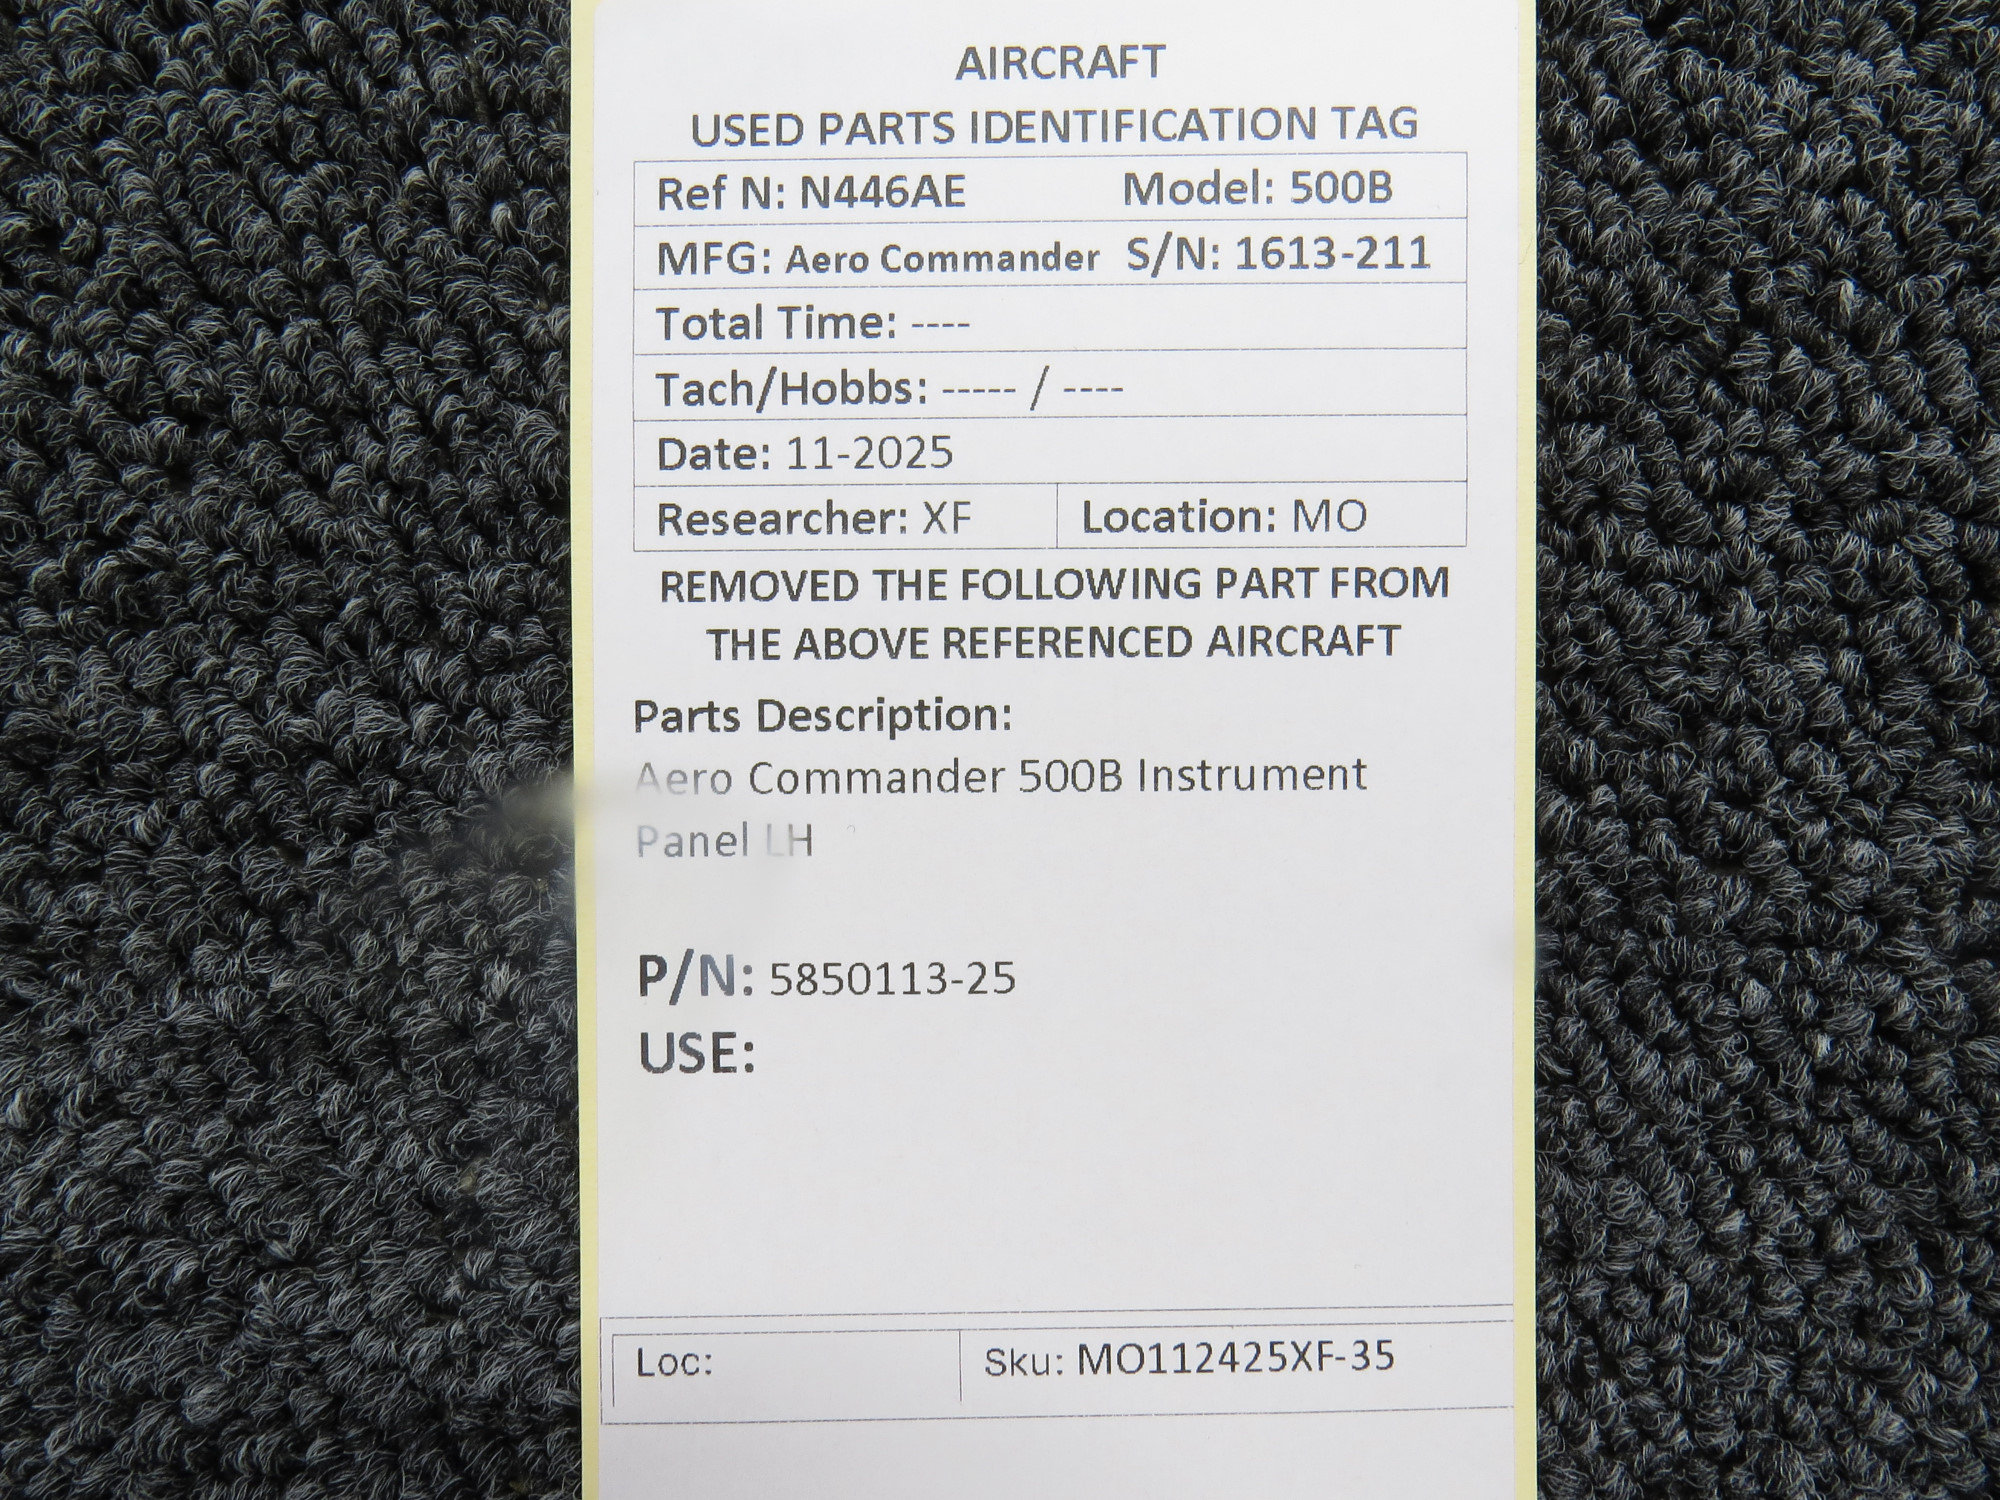 AIRCRAFT
USED PARTS IDENTIFICATION TAG
Ref N: N446AE Model: 500B
MFG: Aero Commander S/N: 1613-211
Total Time: ----
Tach/Hobbs: ----- / ----
Date: 11-2025
Researcher: XF Location: MO
REMOVED THE FOLLOWING PART FROM
THE ABOVE REFERENCED AIRCRAFT
Parts Description:
Aero Commander 500B Instrument
Panel LH
P/N: 5850113-25
USE:
Loc: Sku: MO112425XF-35